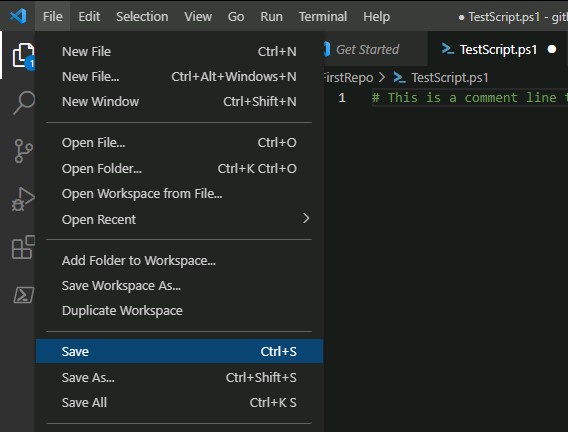 File Edit Selection View Go Run Terminal Help ● TestScript.ps1 - git
Get Started TestScript.ps1 ●
1
New File Ctrl+N
New File... Ctrl+Alt+Windows+N
New Window Ctrl+Shift+N
Open File... Ctrl+O
Open Folder... Ctrl+K Ctrl+O
Open Workspace from File...
Open Recent >
Add Folder to Workspace...
Save Workspace As...
Duplicate Workspace
Save Ctrl+S
Save As... Ctrl+Shift+S
Save All Ctrl+K S
FirstRepo > TestScript.ps1
1 # This is a comment line t